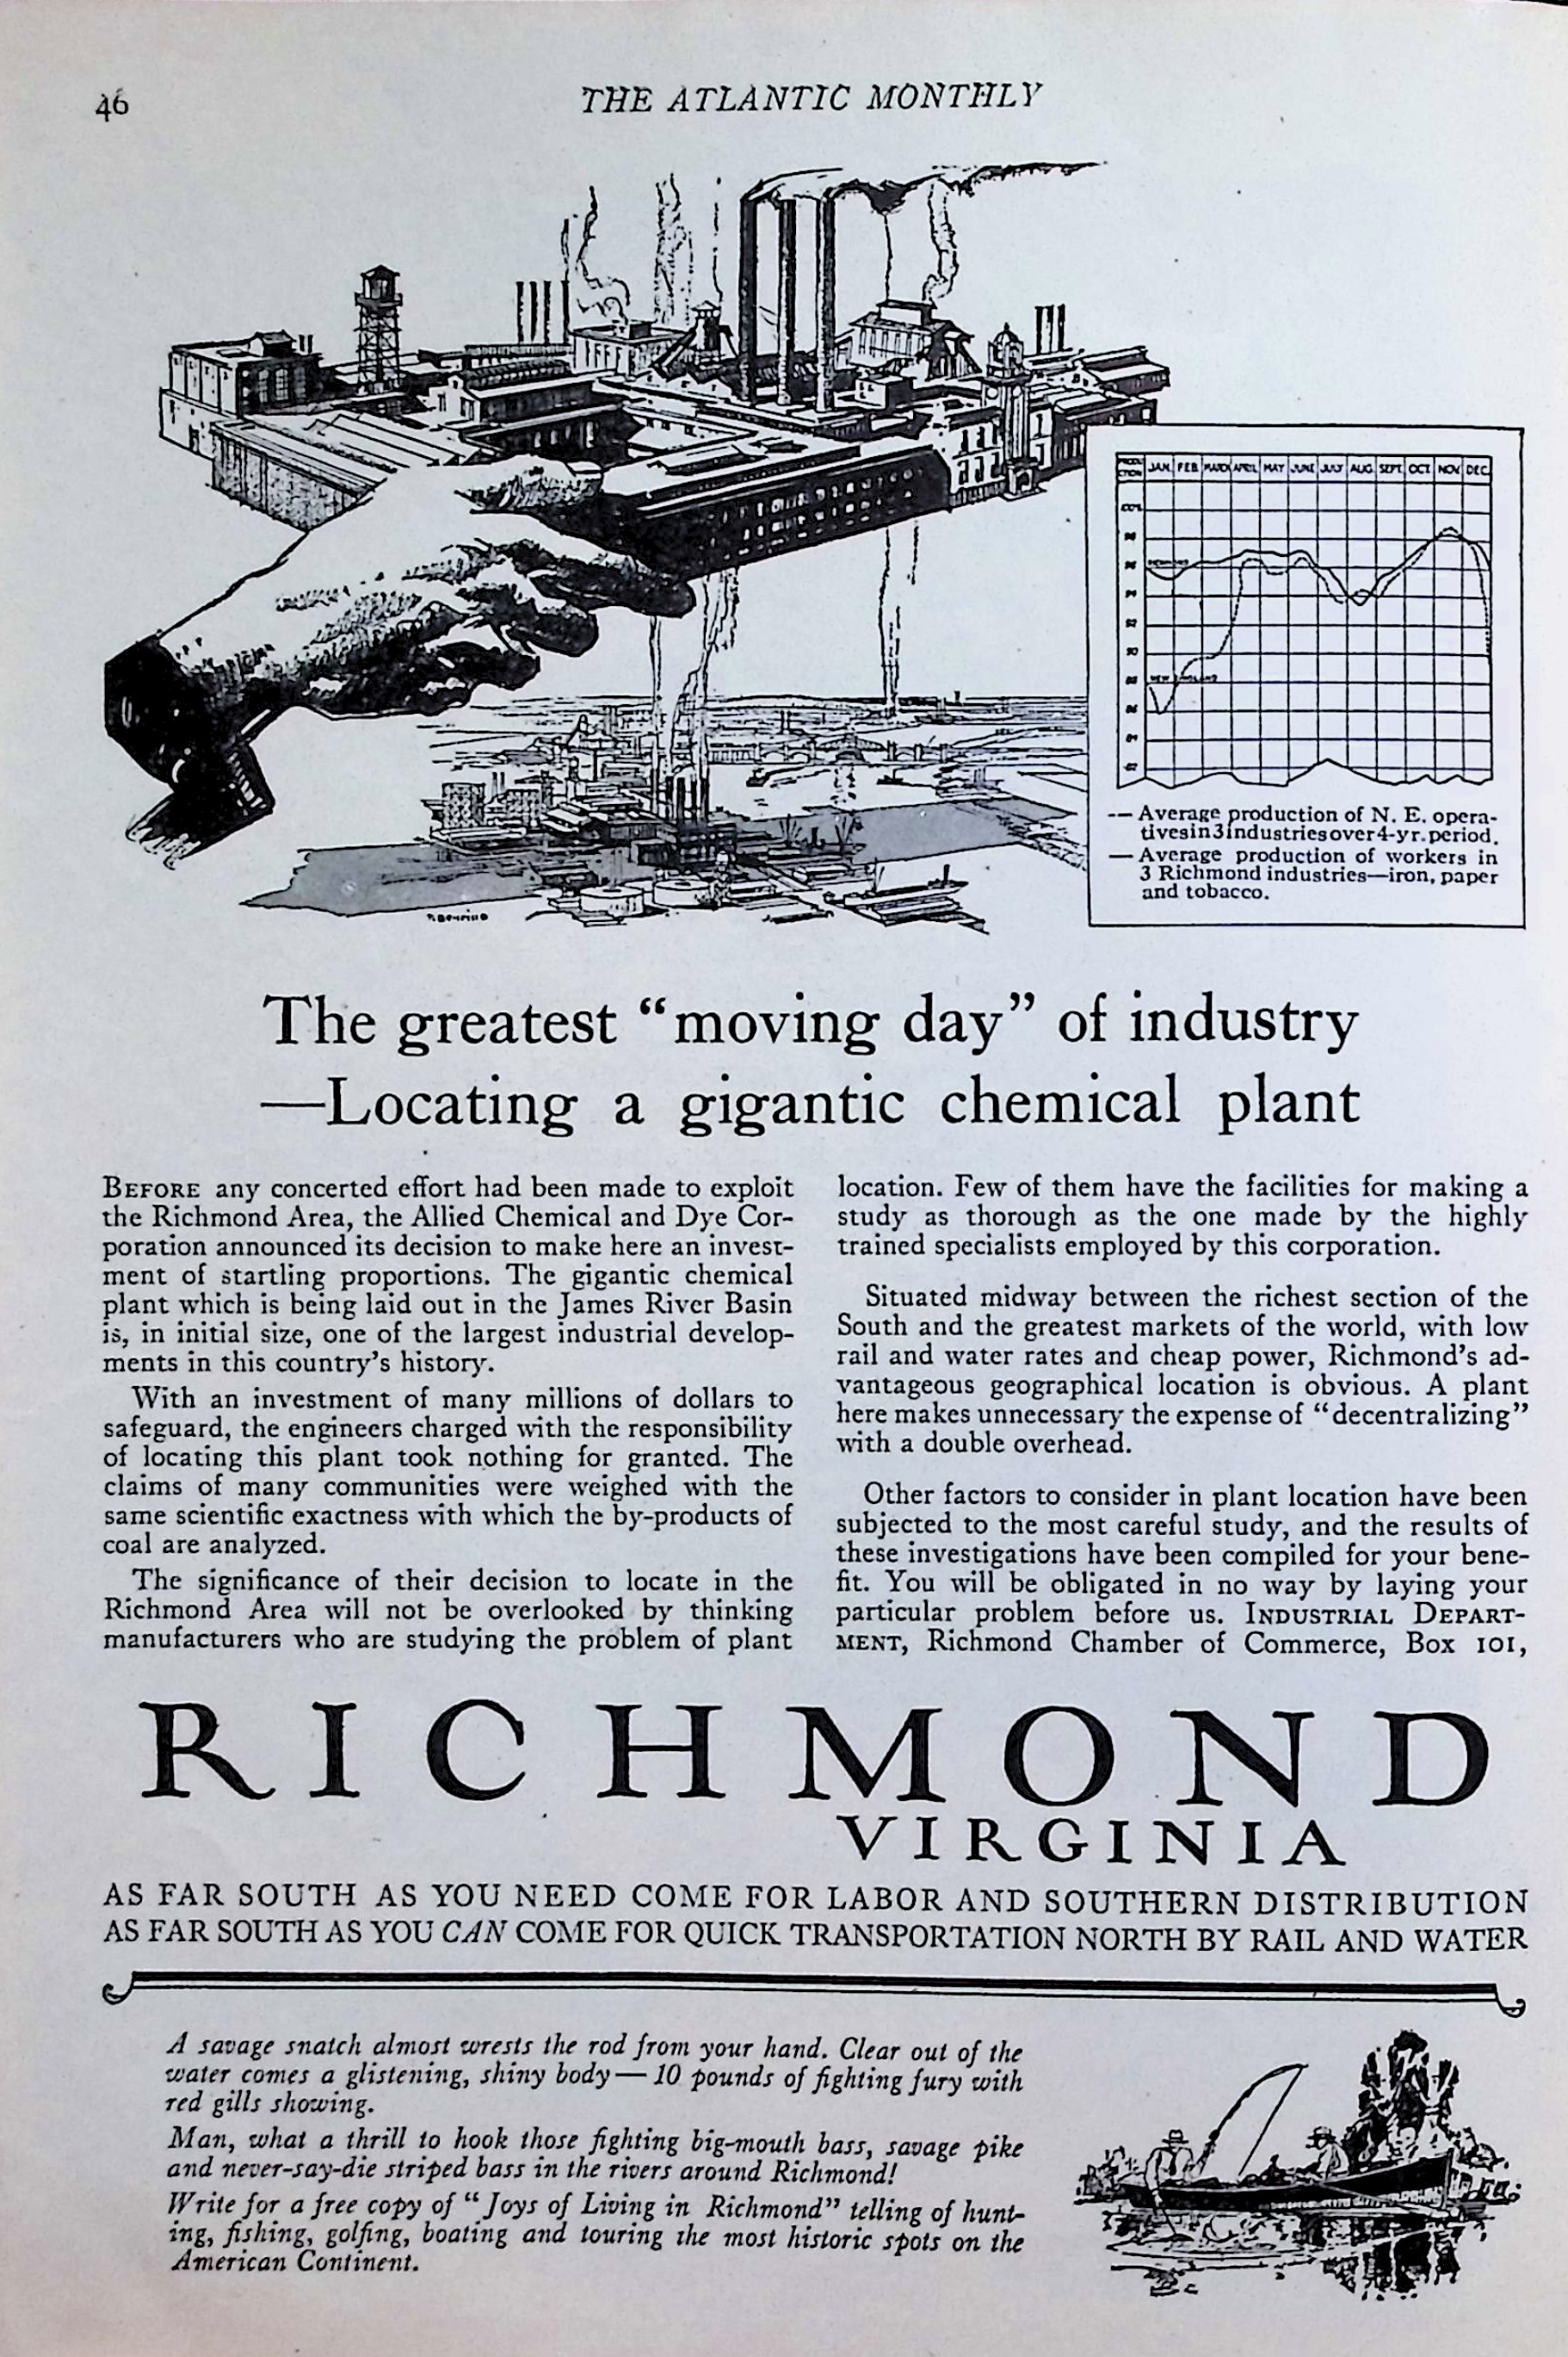 46
THE ATLANTIC MONTHLY
PRODUCTION JAN. FEB. MARCH APRIL MAY JUNE JULY AUG. SEPT. OCT. NOV. DEC.
100%
98
96
RICHMOND
94
92
90
88
NEW ENGLAND
86
84
82
--- Average production of N. E. opera-
tives in 3 industries over 4-yr. period.
— Average production of workers in
3 Richmond industries—iron, paper
and tobacco.
The greatest “moving day” of industry
—Locating a gigantic chemical plant
BEFORE any concerted effort had been made to exploit
the Richmond Area, the Allied Chemical and Dye Cor-
poration announced its decision to make here an invest-
ment of startling proportions. The gigantic chemical
plant which is being laid out in the James River Basin
is, in initial size, one of the largest industrial develop-
ments in this country’s history.
With an investment of many millions of dollars to
safeguard, the engineers charged with the responsibility
of locating this plant took nothing for granted. The
claims of many communities were weighed with the
same scientific exactness with which the by-products of
coal are analyzed.
The significance of their decision to locate in the
Richmond Area will not be overlooked by thinking
manufacturers who are studying the problem of plant
location. Few of them have the facilities for making a
study as thorough as the one made by the highly
trained specialists employed by this corporation.
Situated midway between the richest section of the
South and the greatest markets of the world, with low
rail and water rates and cheap power, Richmond’s ad-
vantageous geographical location is obvious. A plant
here makes unnecessary the expense of “decentralizing”
with a double overhead.
Other factors to consider in plant location have been
subjected to the most careful study, and the results of
these investigations have been compiled for your bene-
fit. You will be obligated in no way by laying your
particular problem before us. INDUSTRIAL DEPART-
MENT, Richmond Chamber of Commerce, Box 101,
RICHMOND
VIRGINIA
AS FAR SOUTH AS YOU NEED COME FOR LABOR AND SOUTHERN DISTRIBUTION
AS FAR SOUTH AS YOU CAN COME FOR QUICK TRANSPORTATION NORTH BY RAIL AND WATER
A savage snatch almost wrests the rod from your hand. Clear out of the
water comes a glistening, shiny body—10 pounds of fighting fury with
red gills showing.
Man, what a thrill to hook those fighting big-mouth bass, savage pike
and never-say-die striped bass in the rivers around Richmond!
Write for a free copy of “Joys of Living in Richmond” telling of hunt-
ing, fishing, golfing, boating and touring the most historic spots on the
American Continent.